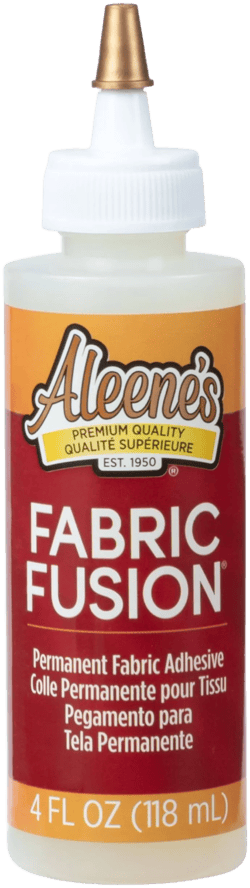 Aleene's
PREMIUM QUALITY
QUALITÉ SUPÉRIEURE
EST. 1950
®
FABRIC
FUSION®
Permanent Fabric Adhesive
Colle Permanente pour Tissu
Pegamento para
Tela Permanente
4 FL OZ (118 mL)